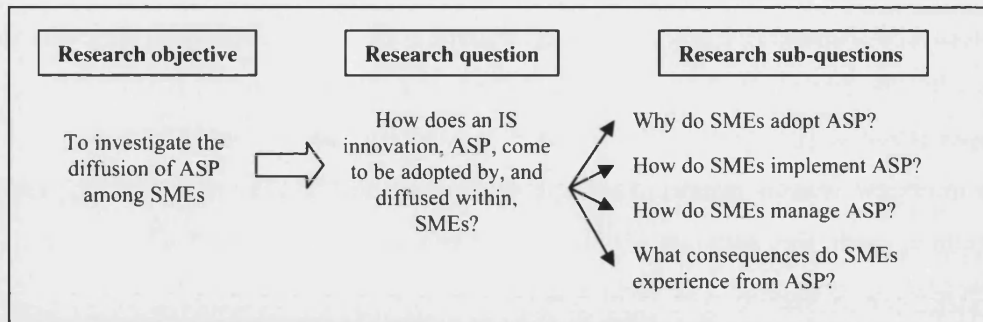 Research objective
Research question
Research sub-questions
To investigate the
diffusion of ASP
among SMEs
How does an IS
innovation, ASP, come
to be adopted by, and
diffused within,
SMEs?
Why do SMEs adopt ASP?
How do SMEs implement ASP?
How do SMEs manage ASP?
What consequences do SMEs
experience from ASP?